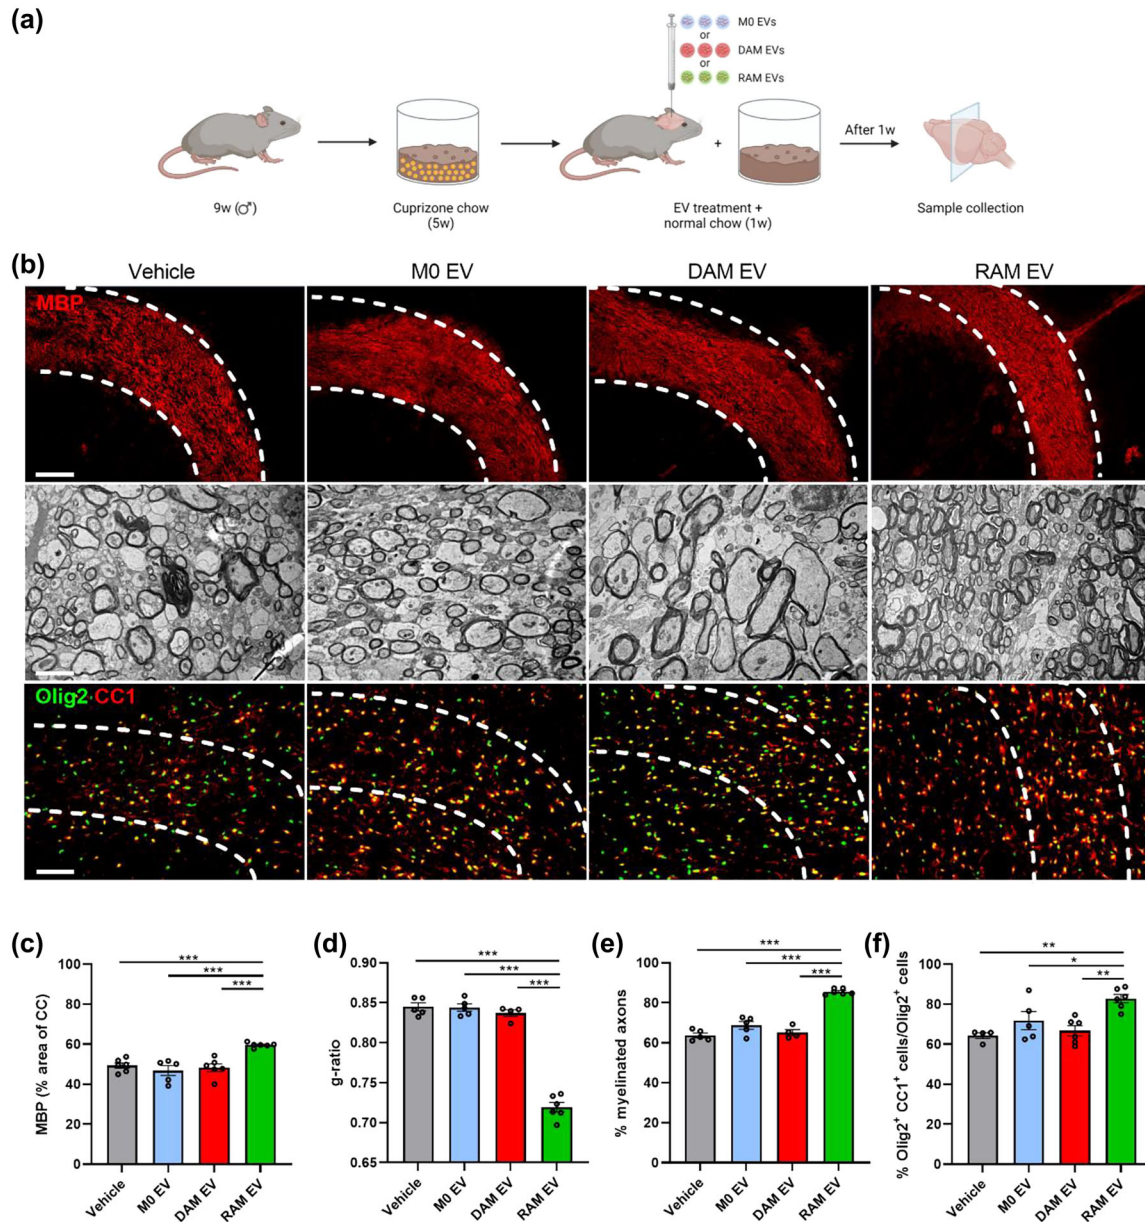 (a)
M0 EVs
or
DAM EVs
or
RAM EVs
After 1w
+
9w (♂)
Cuprizone chow
(5w)
EV treatment +
normal chow (1w)
Sample collection
(b)
Vehicle
M0 EV
DAM EV
RAM EV
MBP
Olig2 CC1
(c)
***
***
***
MBP (% area of CC)
100
80
60
40
20
0
Vehicle
M0 EV
DAM EV
RAM EV
(d)
***
***
***
g-ratio
0.90
0.85
0.80
0.75
0.70
0.65
Vehicle
M0 EV
DAM EV
RAM EV
(e)
***
***
***
% myelinated axons
100
80
60
40
20
0
Vehicle
M0 EV
DAM EV
RAM EV
(f)
**
*
**
% Olig2⁺ CC1⁺ cells/Olig2⁺ cells
100
80
60
40
20
0
Vehicle
M0 EV
DAM EV
RAM EV